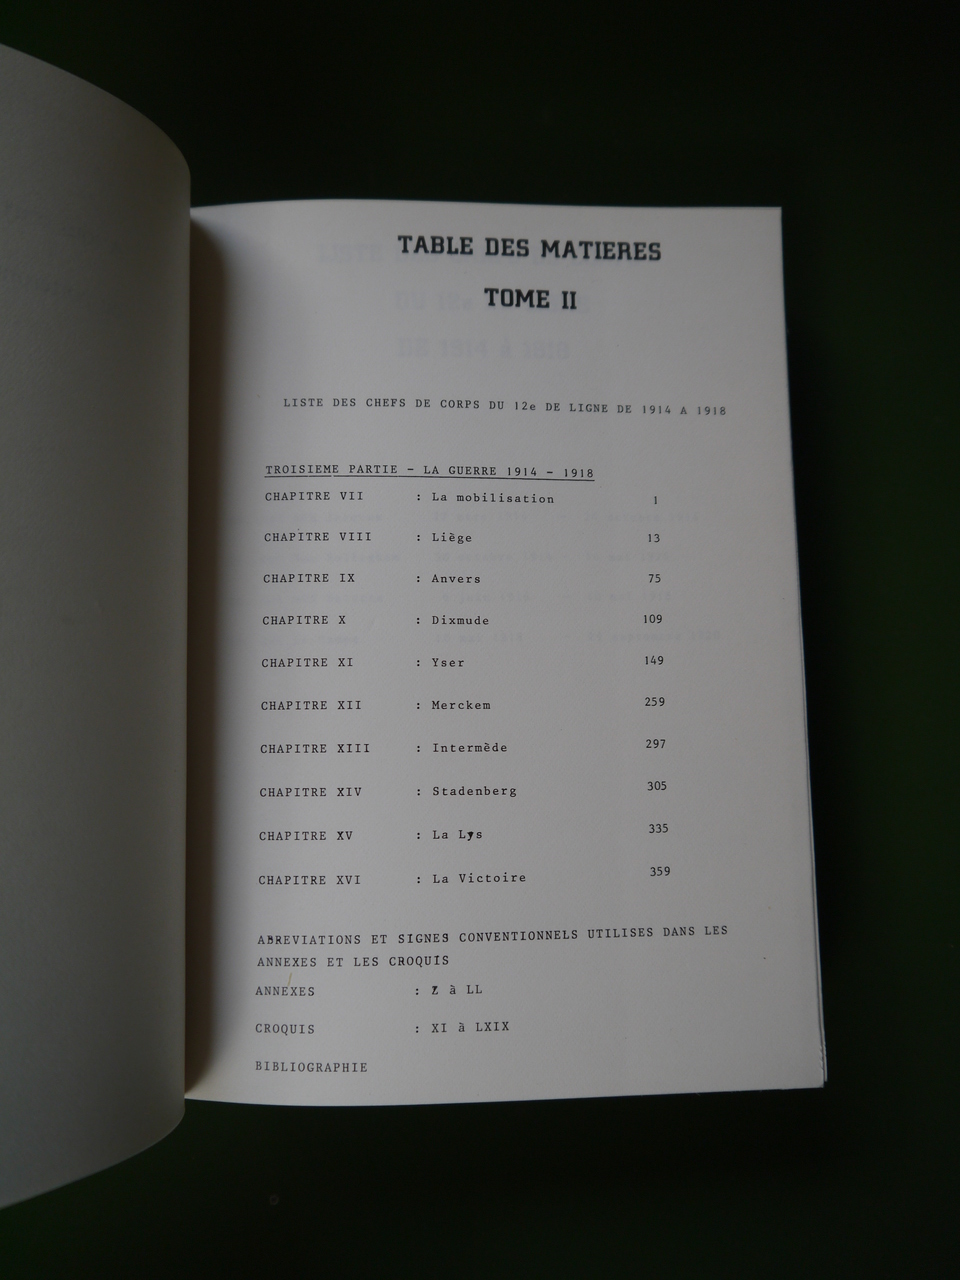 TABLE DES MATIERES
TOME II
LISTE DES CHEFS DE CORPS DU 12e DE LIGNE DE 1914 A 1918
TROISIEME PARTIE - LA GUERRE 1914 - 1918
CHAPITRE VII : La mobilisation 1
CHAPITRE VIII : Liège 13
CHAPITRE IX : Anvers 75
CHAPITRE X : Dixmude 109
CHAPITRE XI : Yser 149
CHAPITRE XII : Merckem 259
CHAPITRE XIII : Intermède 297
CHAPITRE XIV : Stadenberg 305
CHAPITRE XV : La Lys 335
CHAPITRE XVI : La Victoire 359
ABREVIATIONS ET SIGNES CONVENTIONNELS UTILISES DANS LES
ANNEXES ET LES CROQUIS
ANNEXES : Z à LL
CROQUIS : XI à LXIX
BIBLIOGRAPHIE